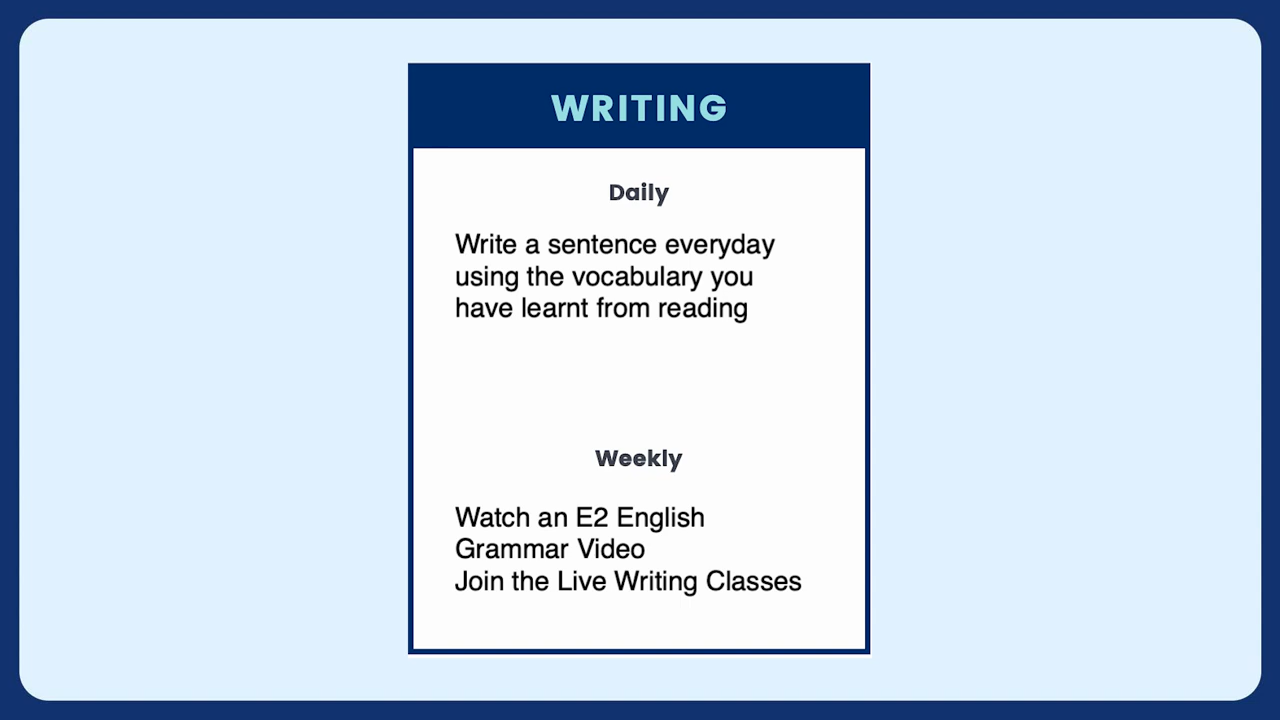 WRITING
Daily
Write a sentence everyday
using the vocabulary you
have learnt from reading
Weekly
Watch an E2 English
Grammar Video
Join the Live Writing Classes